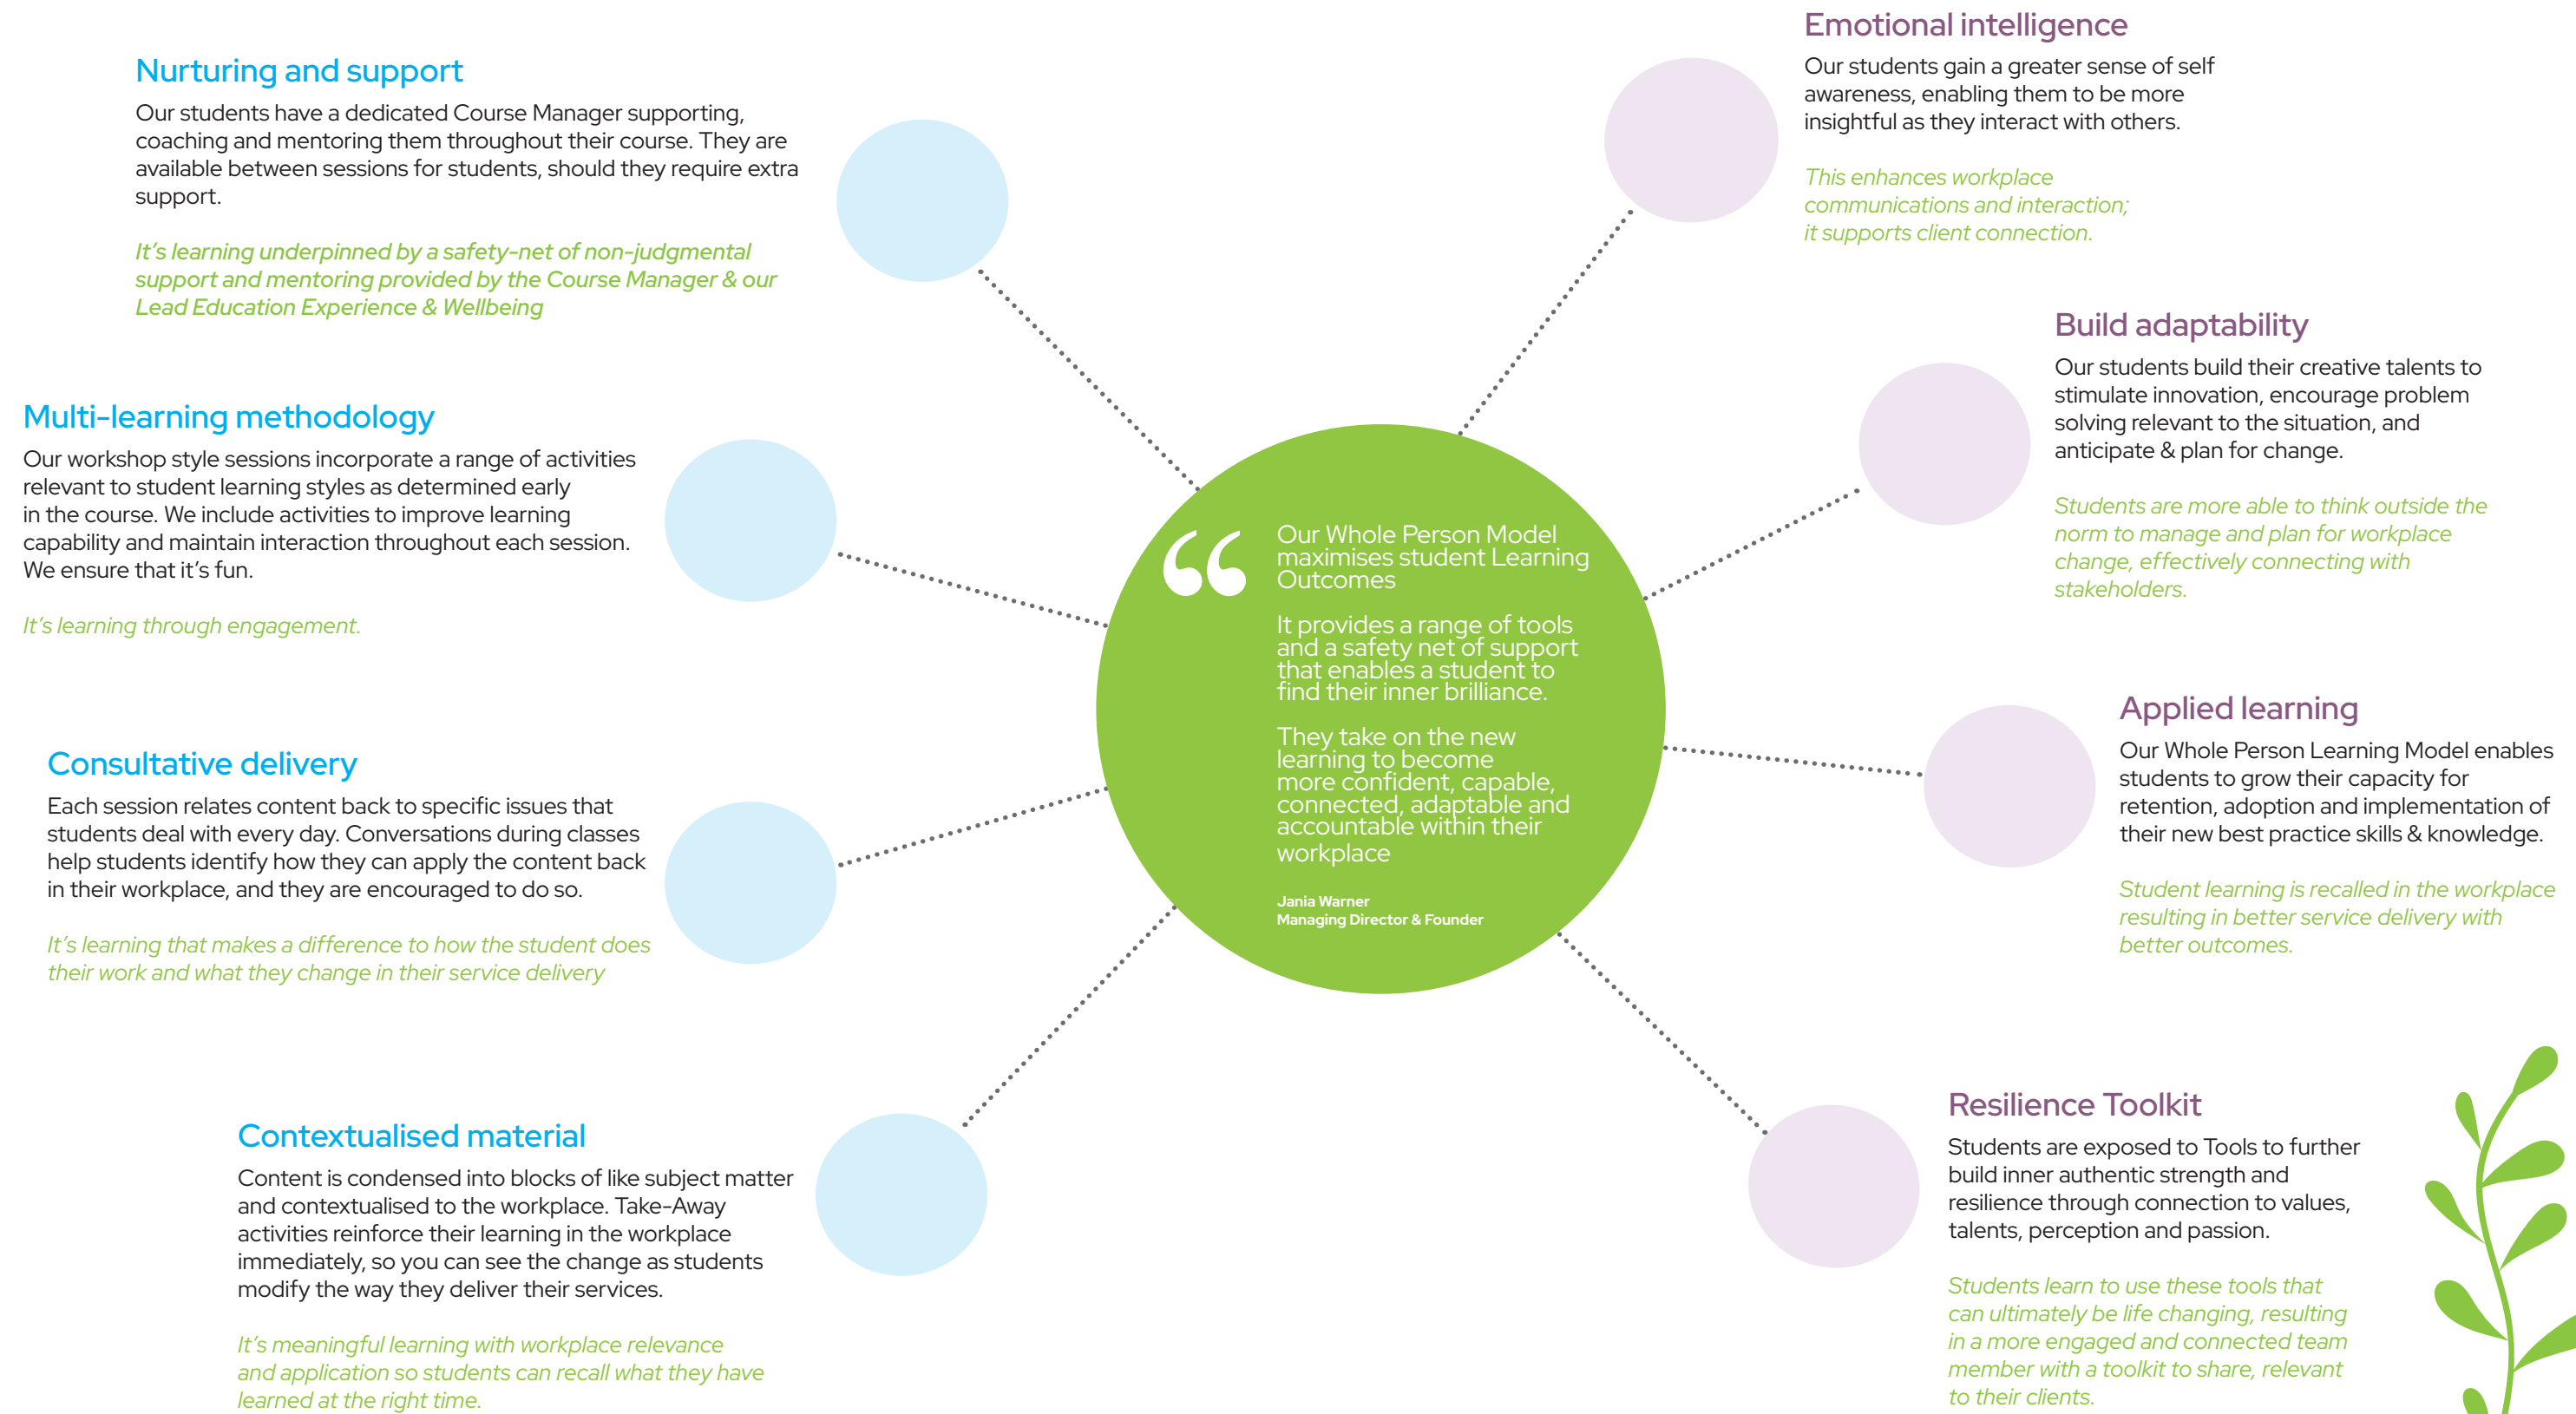 Nurturing and support
Our students have a dedicated Course Manager supporting,
coaching and mentoring them throughout their course. They are
available between sessions for students, should they require extra
support.
It's learning underpinned by a safety-net of non-judgmental
support and mentoring provided by the Course Manager & our
Lead Education Experience & Wellbeing
Multi-learning methodology
Our workshop style sessions incorporate a range of activities
relevant to student learning styles as determined early
in the course. We include activities to improve learning
capability and maintain interaction throughout each session.
We ensure that it's fun.
It's learning through engagement.
Consultative delivery
Each session relates content back to specific issues that
students deal with every day. Conversations during classes
help students identify how they can apply the content back
in their workplace, and they are encouraged to do so.
It's learning that makes a difference to how the student does
their work and what they change in their service delivery
Contextualised material
Content is condensed into blocks of like subject matter
and contextualised to the workplace. Take-Away
activities reinforce their learning in the workplace
immediately, so you can see the change as students
modify the way they deliver their services.
It's meaningful learning with workplace relevance
and application so students can recall what they have
learned at the right time.
“
Our Whole Person Model
maximises student Learning
Outcomes
It provides a range of tools
and a safety net of support
that enables a student to
find their inner brilliance.
They take on the new
learning to become
more confident, capable,
connected, adaptable and
accountable within their
workplace
Jania Warner
Managing Director & Founder
Emotional intelligence
Our students gain a greater sense of self
awareness, enabling them to be more
insightful as they interact with others.
This enhances workplace
communications and interaction;
it supports client connection.
Build adaptability
Our students build their creative talents to
stimulate innovation, encourage problem
solving relevant to the situation, and
anticipate & plan for change.
Students are more able to think outside the
norm to manage and plan for workplace
change, effectively connecting with
stakeholders.
Applied learning
Our Whole Person Learning Model enables
students to grow their capacity for
retention, adoption and implementation of
their new best practice skills & knowledge.
Student learning is recalled in the workplace
resulting in better service delivery with
better outcomes.
Resilience Toolkit
Students are exposed to Tools to further
build inner authentic strength and
resilience through connection to values,
talents, perception and passion.
Students learn to use these tools that
can ultimately be life changing, resulting
in a more engaged and connected team
member with a toolkit to share, relevant
to their clients.